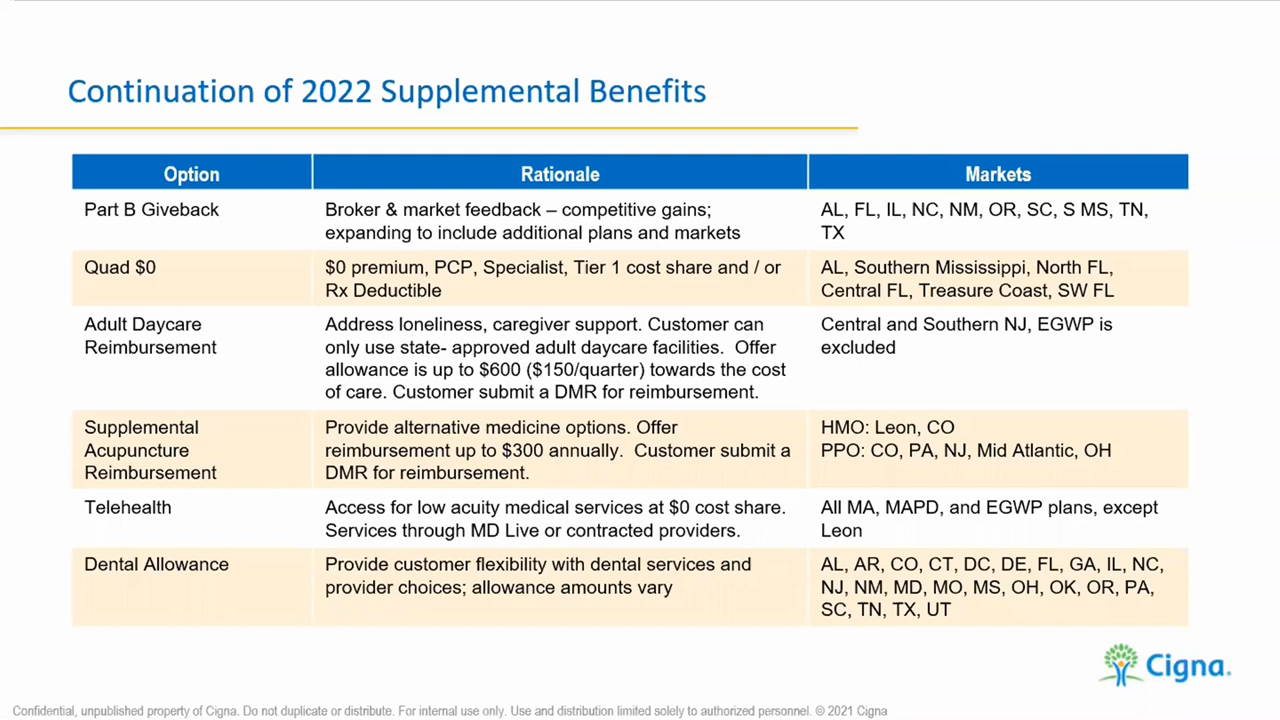 Continuation of 2022 Supplemental Benefits
Option
Rationale
Markets
Part B Giveback
Broker & market feedback – competitive gains;
expanding to include additional plans and markets
AL, FL, IL, NC, NM, OR, SC, S MS, TN,
TX
Quad $0
$0 premium, PCP, Specialist, Tier 1 cost share and / or
Rx Deductible
AL, Southern Mississippi, North FL,
Central FL, Treasure Coast, SW FL
Adult Daycare
Reimbursement
Address loneliness, caregiver support. Customer can
only use state- approved adult daycare facilities.  Offer
allowance is up to $600 ($150/quarter) towards the cost
of care. Customer submit a DMR for reimbursement.
Central and Southern NJ, EGWP is
excluded
Supplemental
Acupuncture
Reimbursement
Provide alternative medicine options. Offer
reimbursement up to $300 annually.  Customer submit a
DMR for reimbursement.
HMO: Leon, CO
PPO: CO, PA, NJ, Mid Atlantic, OH
Telehealth
Access for low acuity medical services at $0 cost share.
Services through MD Live or contracted providers.
All MA, MAPD, and EGWP plans, except
Leon
Dental Allowance
Provide customer flexibility with dental services and
provider choices; allowance amounts vary
AL, AR, CO, CT, DC, DE, FL, GA, IL, NC,
NJ, NM, MD, MO, MS, OH, OK, OR, PA,
SC, TN, TX, UT
Cigna.
Confidential, unpublished property of Cigna. Do not duplicate or distribute. For internal use only. Use and distribution limited solely to authorized personnel. © 2021 Cigna